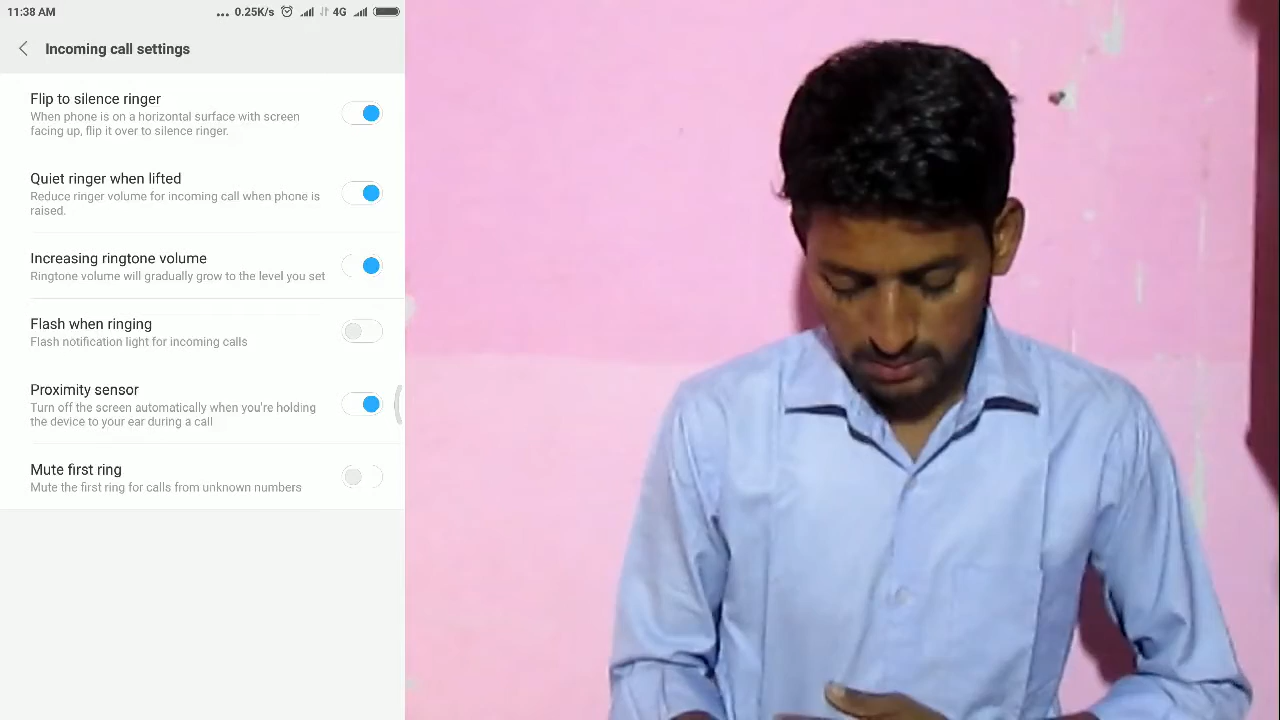 11:38 AM ... 0.25K/s 4G
Incoming call settings
Flip to silence ringer
When phone is on a horizontal surface with screen
facing up, flip it over to silence ringer.
Quiet ringer when lifted
Reduce ringer volume for incoming call when phone is
raised.
Increasing ringtone volume
Ringtone volume will gradually grow to the level you set
Flash when ringing
Flash notification light for incoming calls
Proximity sensor
Turn off the screen automatically when you're holding
the device to your ear during a call
Mute first ring
Mute the first ring for calls from unknown numbers